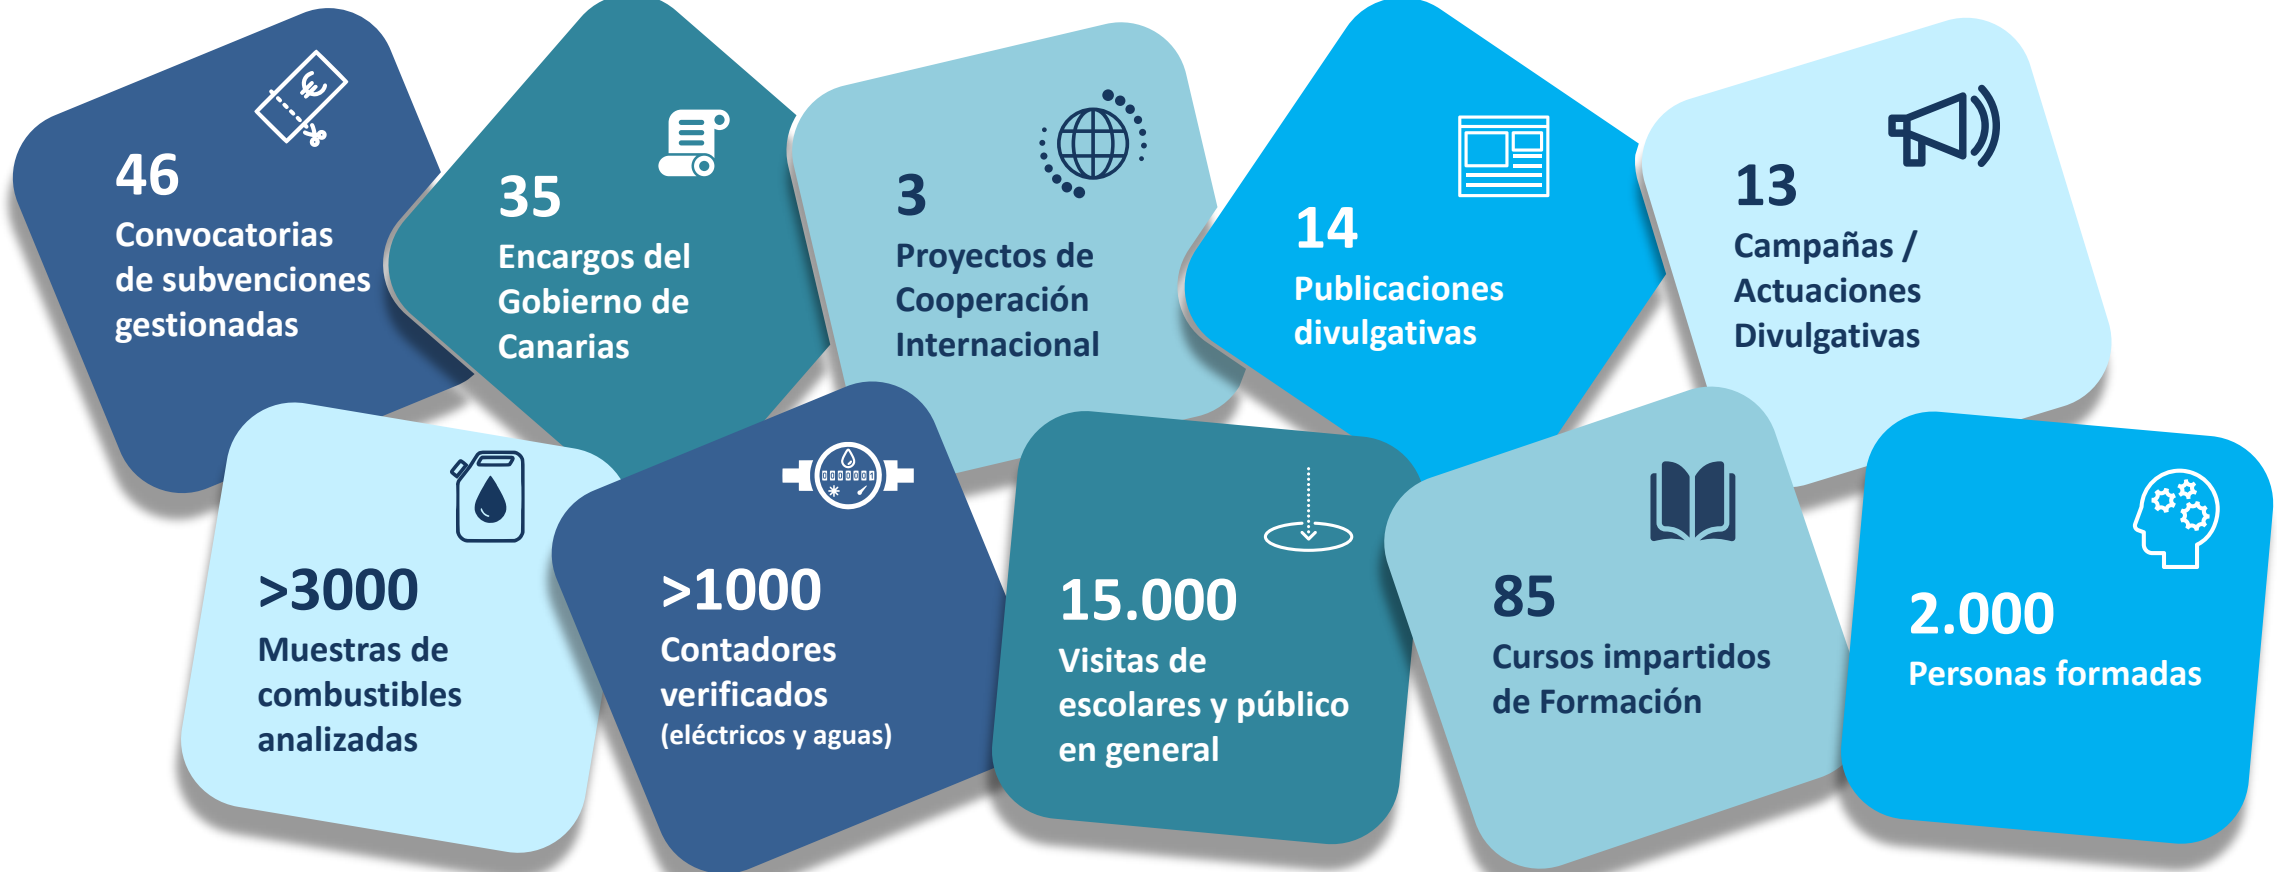 46
Convocatorias
de subvenciones
gestionadas
35
Encargos del
Gobierno de
Canarias
3
Proyectos de
Cooperación
Internacional
14
Publicaciones
divulgativas
13
Campañas /
Actuaciones
Divulgativas
>3000
Muestras de
combustibles
analizadas
0000001
>1000
Contadores
verificados
(eléctricos y aguas)
15.000
Visitas de
escolares y público
en general
85
Cursos impartidos
de Formación
2.000
Personas formadas